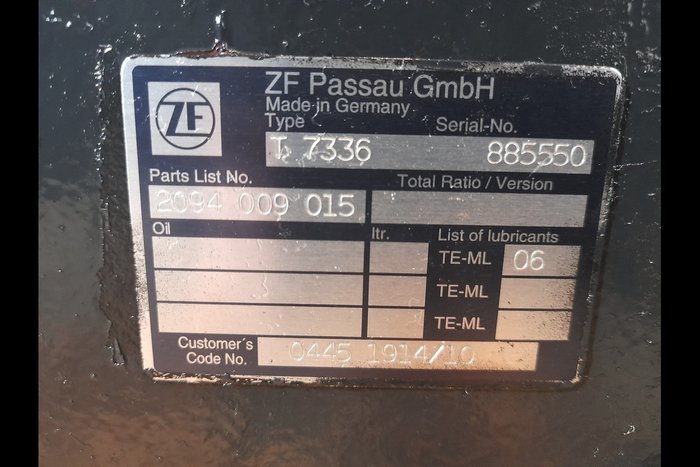 ZF
ZF Passau GmbH
Made in Germany
Type Serial-No.
T 7336 885550
Parts List No. Total Ratio / Version
2094 009 015
Oil ltr. List of lubricants
TE-ML 06
TE-ML
TE-ML
Customer's
Code No. 0445 1914/10